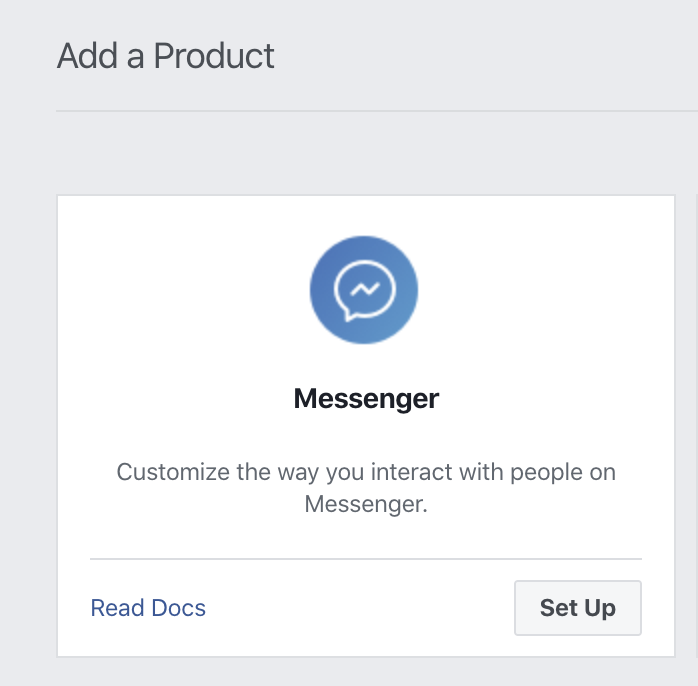 Add a Product
Messenger
Customize the way you interact with people on
Messenger.
Read Docs
Set Up